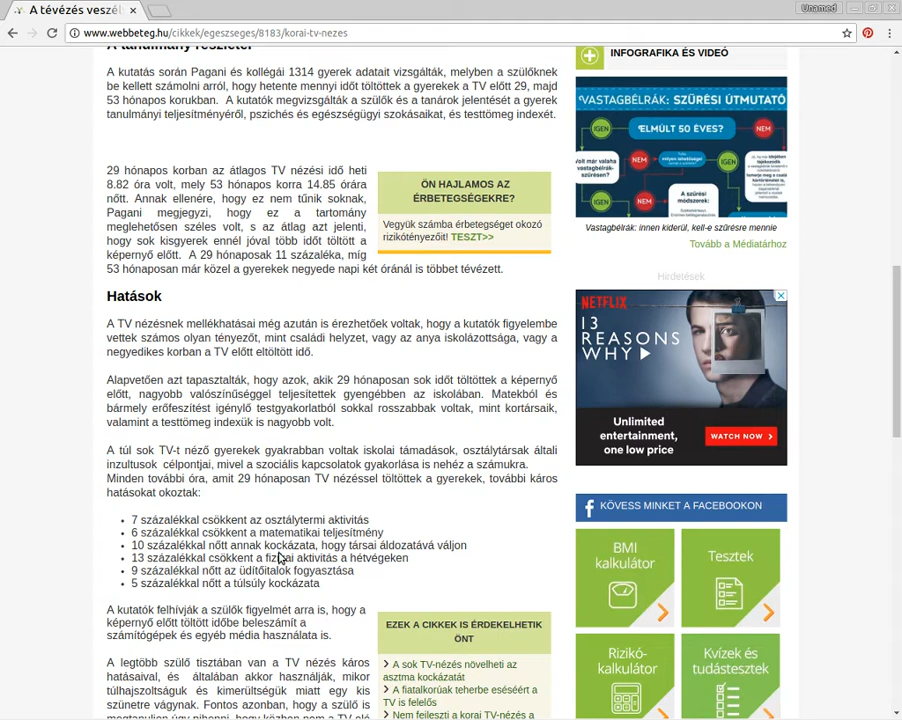 A tévézés veszél
Unamed
www.webbeteg.hu/cikkek/egeszseges/8183/korai-tv-nezes
A tanulmány részletei
A kutatás során Pagani és kollégái 1314 gyerek adatait vizsgálták, melyben a szülőknek
be kellett számolni arról, hogy hetente mennyi időt töltöttek a gyerekek a TV előtt 29, majd
53 hónapos korukban. A kutatók megvizsgálták a szülők és a tanárok jelentését a gyerek
tanulmányi teljesítményéről, pszichés és egészségügyi szokásaikat, és testtömeg indexét.
29 hónapos korban az átlagos TV nézési idő heti
8.82 óra volt, mely 53 hónapos korra 14.85 órára
nőtt. Annak ellenére, hogy ez nem tűnik soknak,
Pagani megjegyzi, hogy ez a tartomány
meglehetősen széles volt, s az átlag azt jelenti,
hogy sok kisgyerek ennél jóval több időt töltött a
képernyő előtt. A 29 hónaposak 11 százaléka, míg
53 hónaposan már közel a gyerekek negyede napi két óránál is többet tévézett.
ÖN HAJLAMOS AZ
ÉRBETEGSÉGEKRE?
Vegyük számba érbetegséget okozó
rizikótényezőit! TESZT>>
Hatások
A TV nézésnek mellékhatásai még azután is érezhetőek voltak, hogy a kutatók figyelembe
vettek számos olyan tényezőt, mint családi helyzet, vagy az anya iskolázottsága, vagy a
negyedikes korban a TV előtt eltöltött idő.
Alapvetően azt tapasztalták, hogy azok, akik 29 hónaposan sok időt töltöttek a képernyő
előtt, nagyobb valószínűséggel teljesítettek gyengébben az iskolában. Matekból és
bármely erőfeszítést igénylő testgyakorlatból sokkal rosszabbak voltak, mint kortársaik,
valamint a testtömeg indexük is nagyobb volt.
A túl sok TV-t néző gyerekek gyakrabban voltak iskolai támadások, osztálytársak általi
inzultusok célpontjai, mivel a szociális kapcsolatok gyakorlása is nehéz a számukra.
Minden további óra, amit 29 hónaposan TV nézéssel töltöttek a gyerekek, további káros
hatásokat okoztak:
• 7 százalékkal csökkent az osztálytermi aktivitás
• 6 százalékkal csökkent a matematikai teljesítmény
• 10 százalékkal nőtt annak kockázata, hogy társai áldozatává váljon
• 13 százalékkal csökkent a fizikai aktivitás a hétvégeken
• 9 százalékkal nőtt az üdítőitalok fogyasztása
• 5 százalékkal nőtt a túlsúly kockázata
A kutatók felhívják a szülők figyelmét arra is, hogy a
képernyő előtt töltött időbe beleszámít a
számítógépek és egyéb média használata is.
A legtöbb szülő tisztában van a TV nézés káros
hatásaival, és általában akkor használják, mikor
túlhajszoltságuk és kimerültségük miatt egy kis
szünetre vágynak. Fontos azonban, hogy a szülő is
megtanuljon úgy pihenni, hogy közben nem a TV elé
EZEK A CIKKEK IS ÉRDEKELHETIK
ÖNT
A sok TV-nézés növelheti az
asztma kockázatát
A fiatalkorúak teherbe eséséért a
TV is felelős
Nem fejleszti a korai TV-nézés a
INFOGRAFIKA ÉS VIDEÓ
VASTAGBÉLRÁK: SZŰRÉSI ÚTMUTATÓ
IGEN
ELMÚLT 50 ÉVES?
NEM
Volt már valaha
vastagbélrák-
szűrésen?
NEM
IGEN
IGEN
NEM
A szűrés
módszerei:
Vastagbélrák: innen kiderül, kell-e szűrésre mennie
Tovább a Médiatárhoz
Hirdetések
NETFLIX
13
REASONS
WHY
Unlimited
entertainment,
one low price
WATCH NOW
KÖVESS MINKET A FACEBOOKON
BMI
kalkulátor
Tesztek
Rizikó-
kalkulátor
Kvízek és
tudástesztek